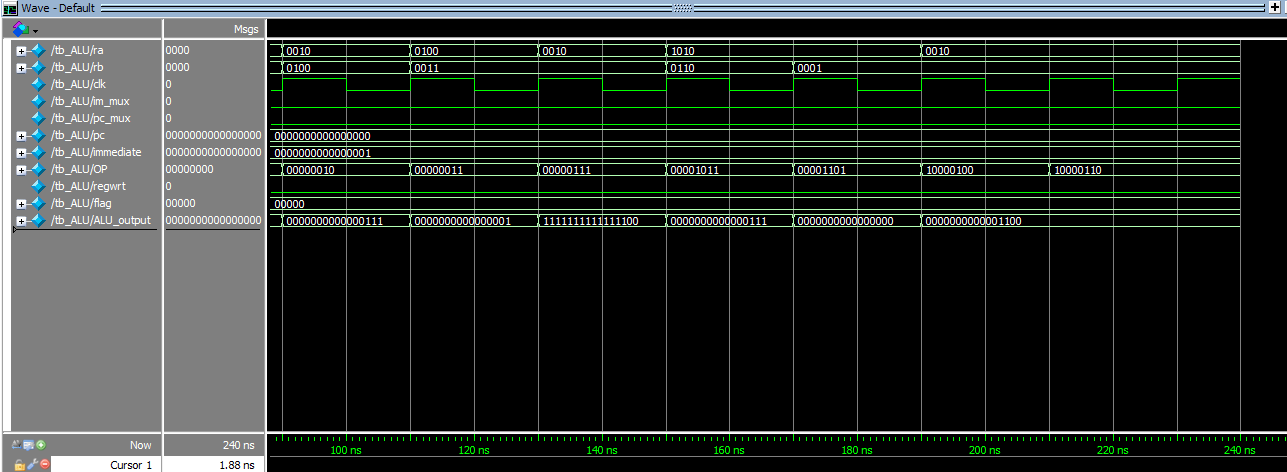 Wave - Default
Msgs
/tb_ALU/ra 0000 0010 0100 0010 1010 0010
/tb_ALU/rb 0000 0100 0011 0110 0001
/tb_ALU/clk 0
/tb_ALU/im_mux 0
/tb_ALU/pc_mux 0
/tb_ALU/pc 0000000000000000 0000000000000000
/tb_ALU/immediate 0000000000000000 0000000000000001
/tb_ALU/OP 00000000 00000010 00000011 00000111 00001011 00001101 10000100 10000110
/tb_ALU/regwrt 0
/tb_ALU/flag 00000 00000
/tb_ALU/ALU_output 0000000000000000 0000000000000111 0000000000000001 1111111111111100 0000000000000111 0000000000000000 0000000000001100
Now 240 ns 100 ns 120 ns 140 ns 160 ns 180 ns 200 ns 220 ns 240 ns
Cursor 1 1.88 ns